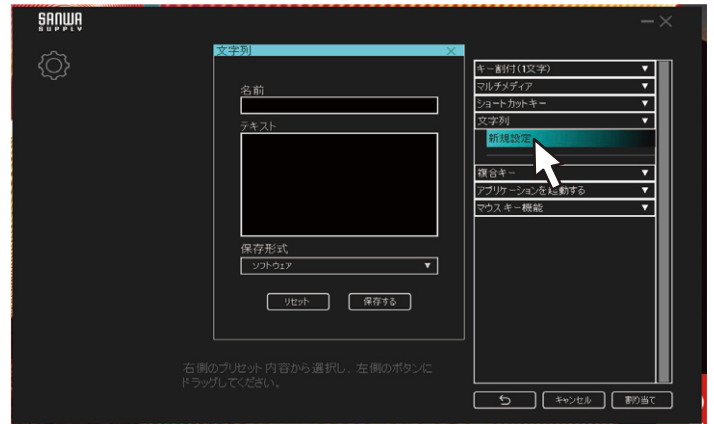 SANWA
SUPPLY
文字列
名前
テキスト
保存形式
ソフトウェア
リセット
保存する
キー割付(1文字)
マルチメディア
ショートカットキー
文字列
新規設定
複合キー
アプリケーションを起動する
マウスキー機能
右側のプリセット内容から選択し、左側のボタンに
ドラッグしてください。
キャンセル
割り当て